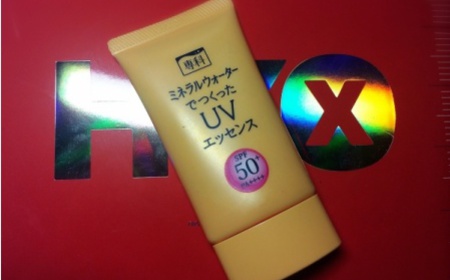 専科
ミネラルウォーター
でつくった
UV
エッセンス
SPF
50+
PA++++